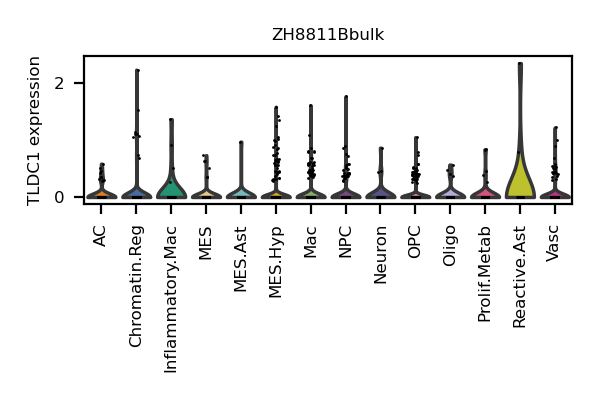 ZH8811Bbulk
TLDC1 expression
2
0
AC
Chromatin.Reg
Inflammatory.Mac
MES
MES.Ast
MES.Hyp
Mac
NPC
Neuron
OPC
Oligo
Prolif.Metab
Reactive.Ast
Vasc